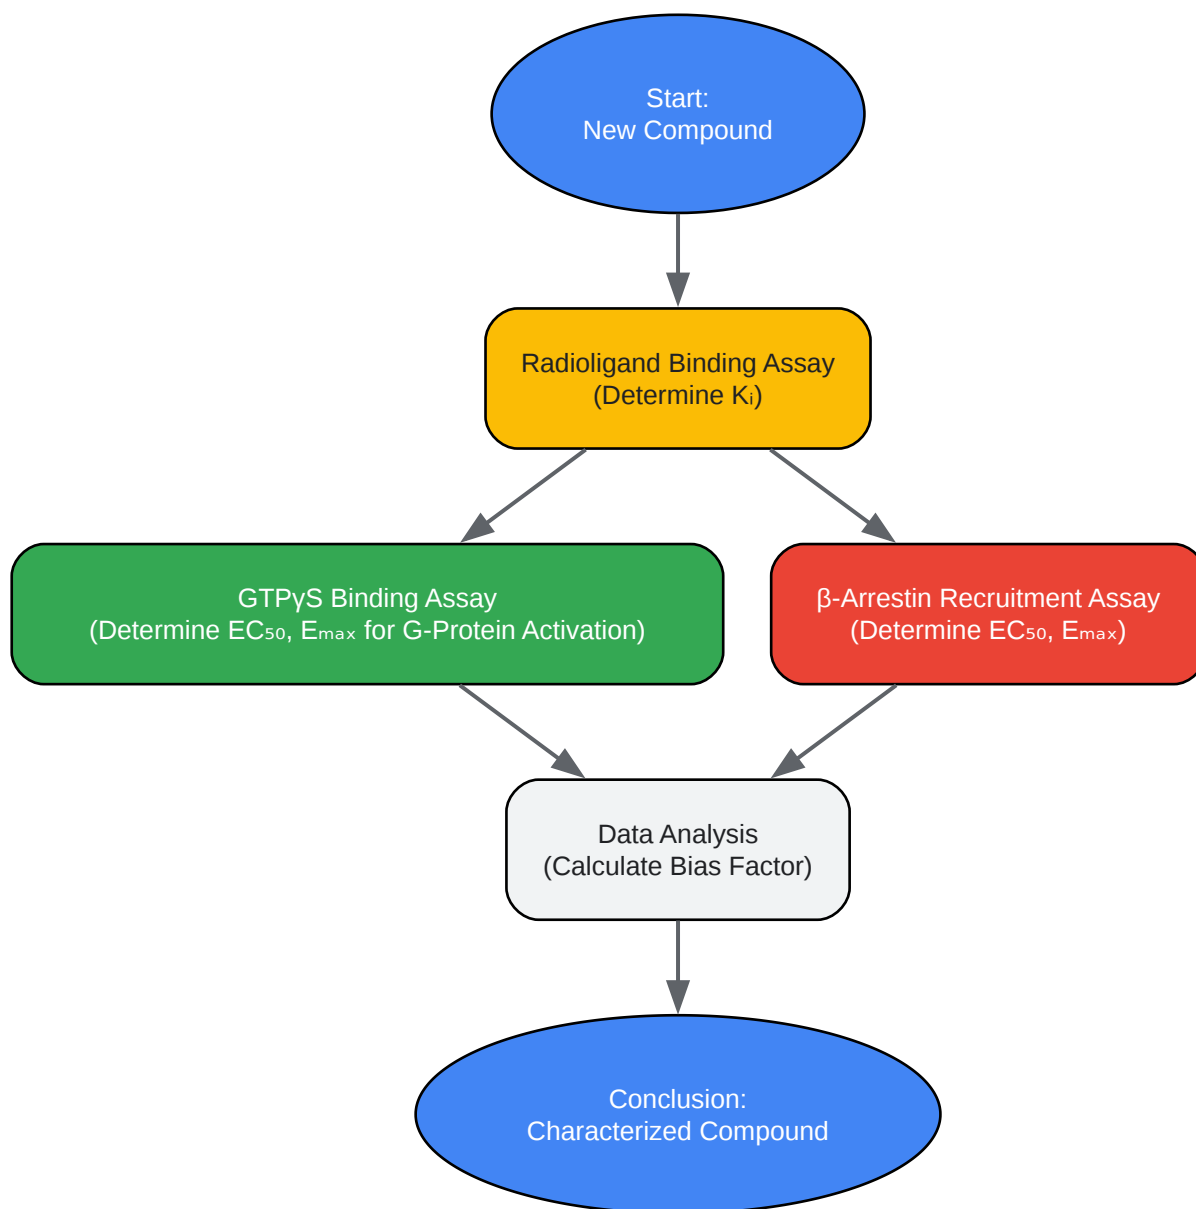 Start:
New Compound
Radioligand Binding Assay
(Determine Kᵢ)
GTPγS Binding Assay
(Determine EC₅₀, Eₘₐₓ for G-Protein Activation)
β-Arrestin Recruitment Assay
(Determine EC₅₀, Eₘₐₓ)
Data Analysis
(Calculate Bias Factor)
Conclusion:
Characterized Compound